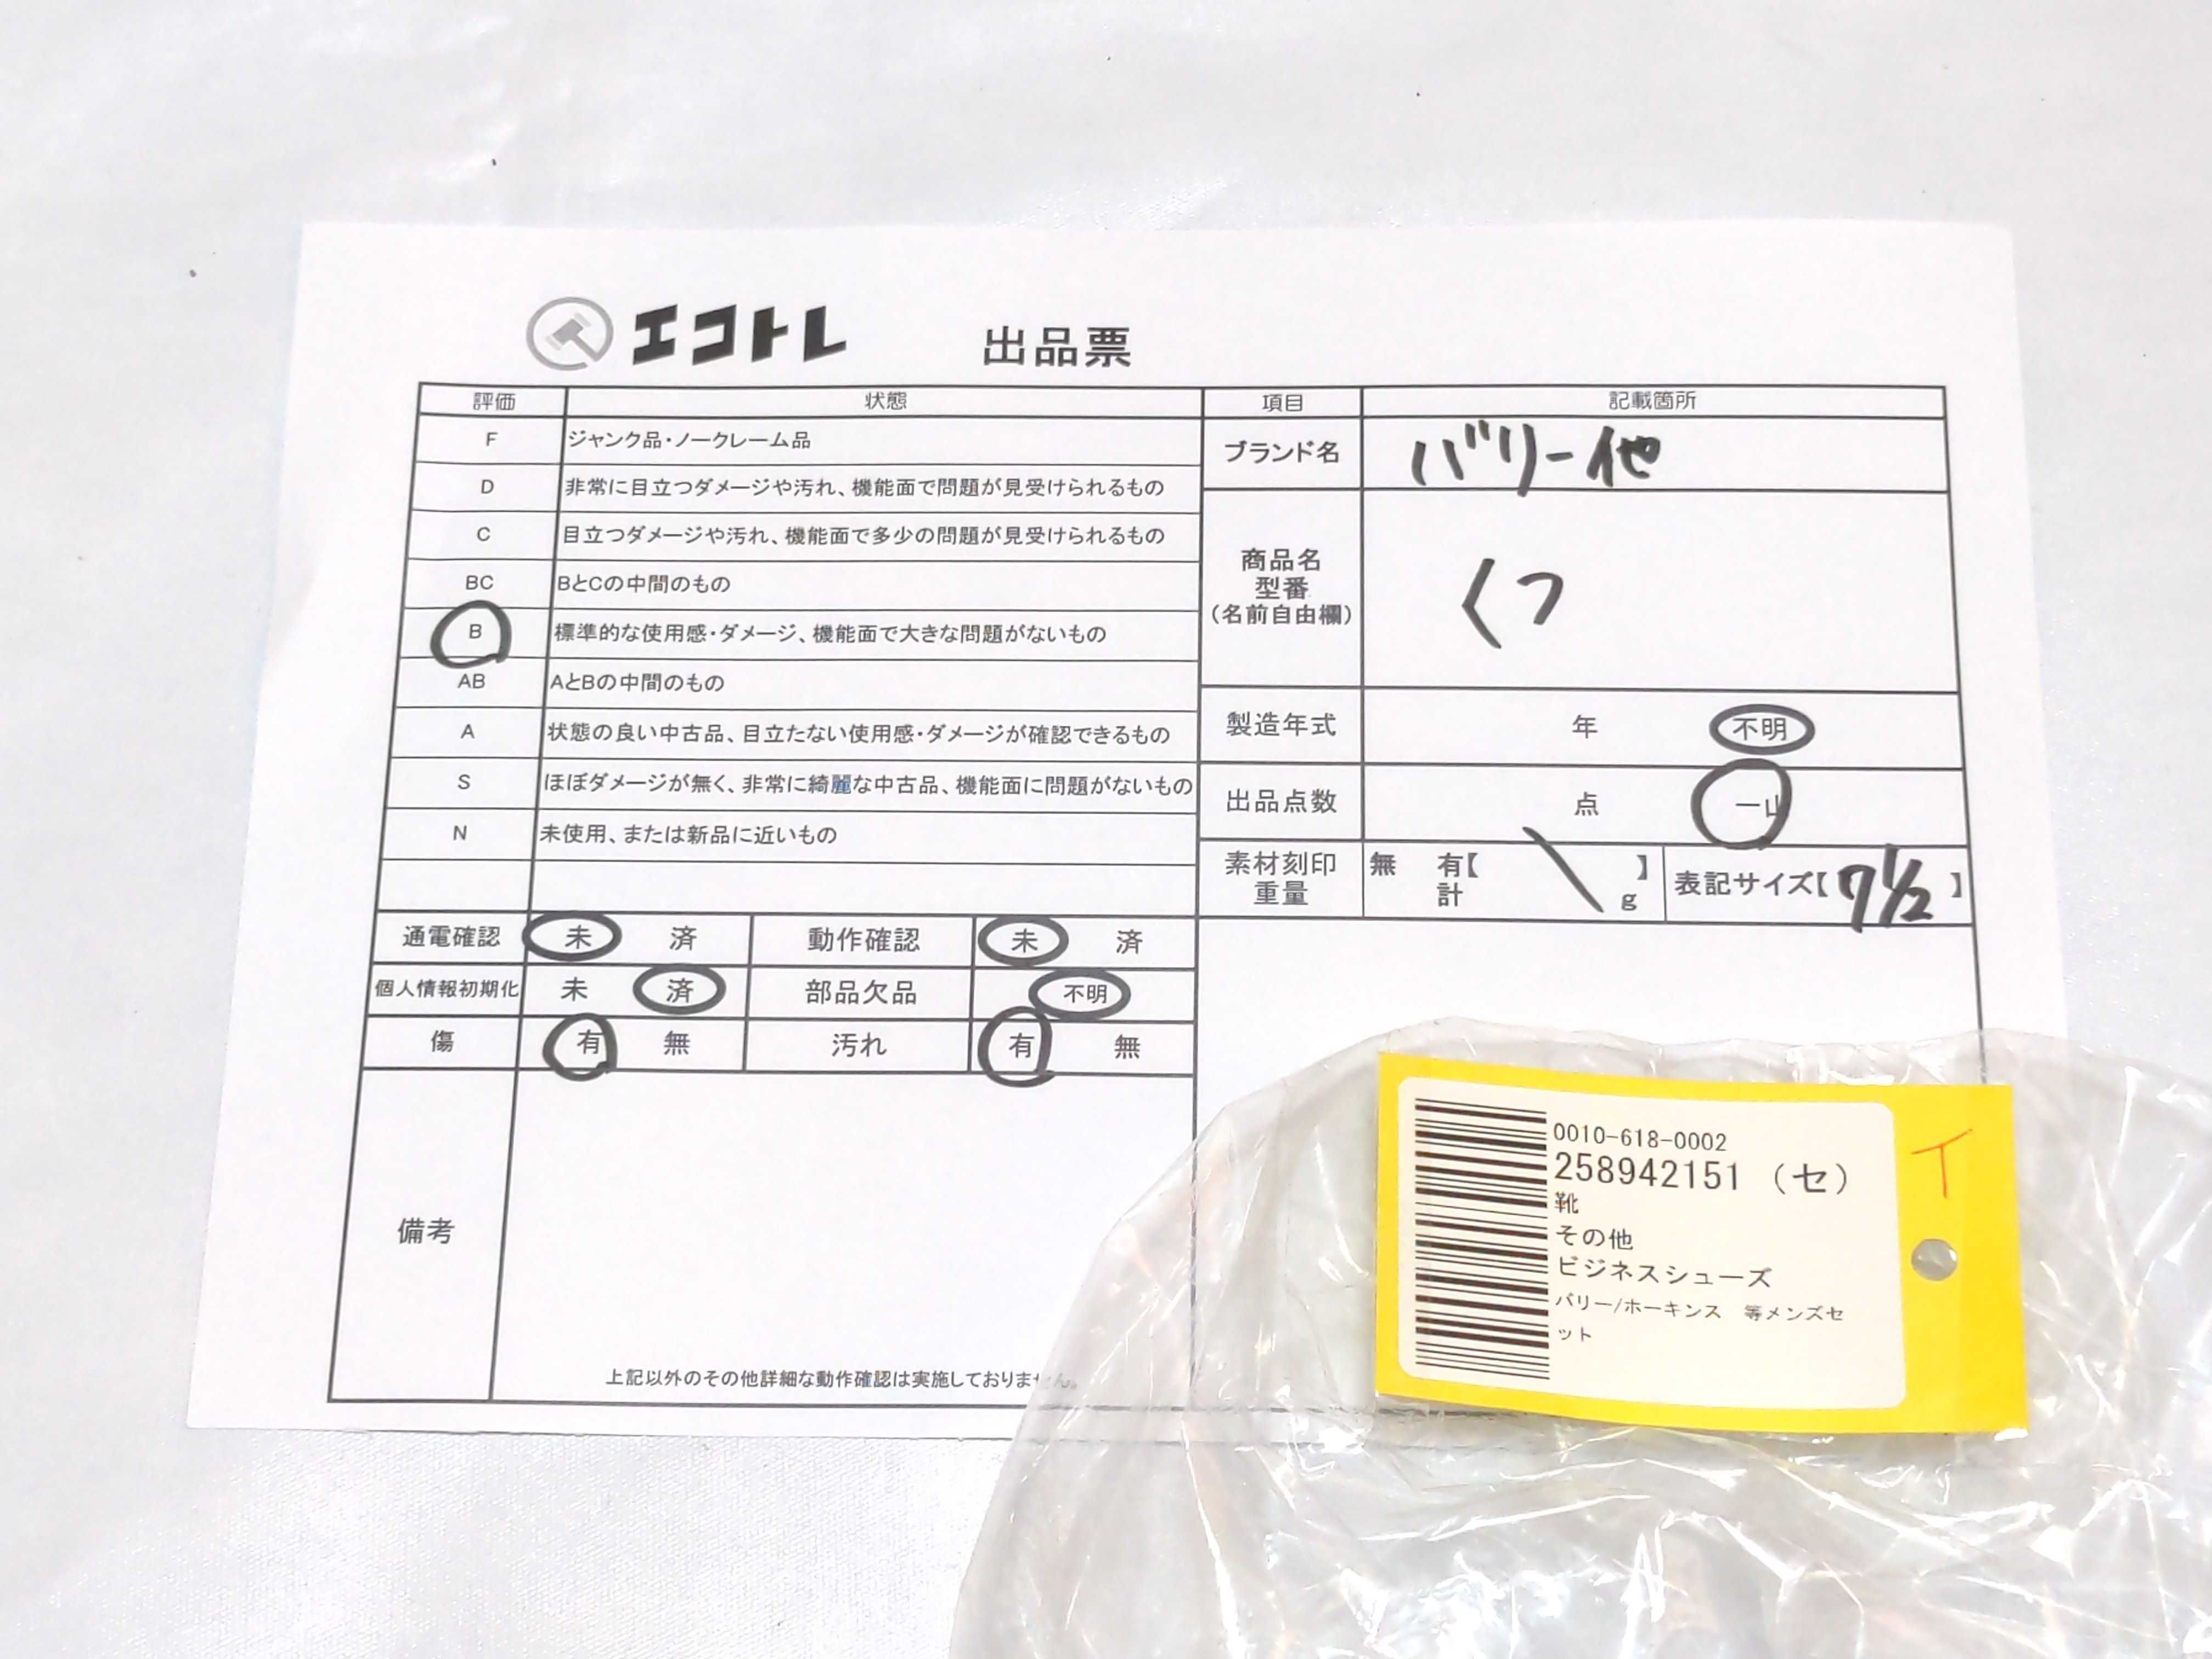 エコトレ 出品票
評価 状態 項目 記載箇所
F ジャンク品・ノークレーム品
D 非常に目立つダメージや汚れ、機能面で問題が見受けられるもの
C 目立つダメージや汚れ、機能面で多少の問題が見受けられるもの
BC BとCの中間のもの
B 標準的な使用感・ダメージ、機能面で大きな問題がないもの
AB AとBの中間のもの
A 状態の良い中古品、目立たない使用感・ダメージが確認できるもの
S ほぼダメージが無く、非常に綺麗な中古品、機能面に問題がないもの
N 未使用、または新品に近いもの
ブランド名 バリー他
商品名
型番
(名前自由欄)
くつ
製造年式 年 不明
出品点数 点 一山
素材刻印 無 有【 】
重量 計 g
表記サイズ【7 1/2】
通電確認 未 済 動作確認 未 済
個人情報初期化 未 済 部品欠品 不明
傷 有 無 汚れ 有 無
備考
上記以外のその他詳細な動作確認は実施しておりません。
0010-618-0002
258942151 (セ)
靴
その他
ビジネスシューズ
バリー/ホーキンス 等メンズセ
ット
イ